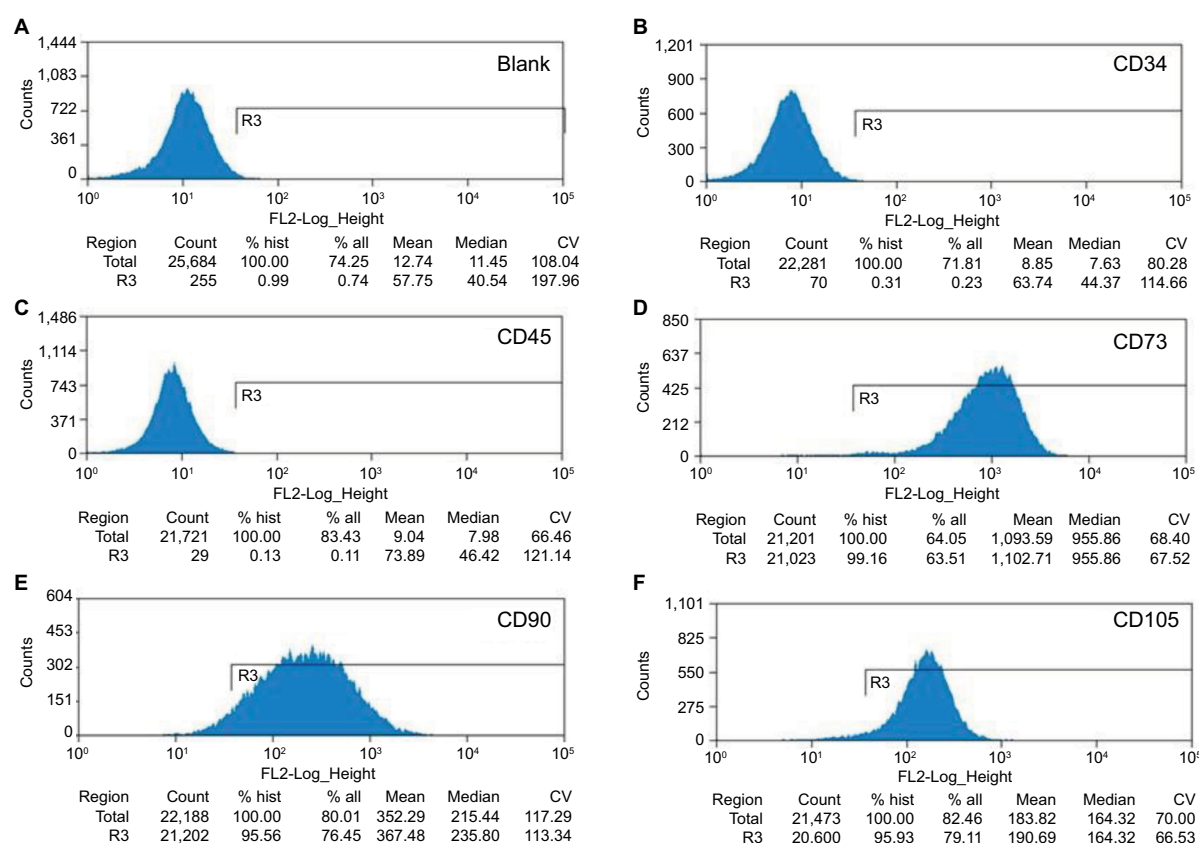 A
Blank
1,444
1,083
722
361
0
Counts
R3
10⁰ 10¹ 10² 10³ 10⁴ 10⁵
FL2-Log_Height
Region Count % hist % all Mean Median CV
Total 25,684 100.00 74.25 12.74 11.45 108.04
R3 255 0.99 0.74 57.75 40.54 197.96
B
CD34
1,201
900
600
300
0
Counts
R3
10⁰ 10¹ 10² 10³ 10⁴ 10⁵
FL2-Log_Height
Region Count % hist % all Mean Median CV
Total 22,281 100.00 71.81 8.85 7.63 80.28
R3 70 0.31 0.23 63.74 44.37 114.66
C
CD45
1,486
1,114
743
371
0
Counts
R3
10⁰ 10¹ 10² 10³ 10⁴ 10⁵
FL2-Log_Height
Region Count % hist % all Mean Median CV
Total 21,721 100.00 83.43 9.04 7.98 66.46
R3 29 0.13 0.11 73.89 46.42 121.14
D
CD73
850
637
425
212
0
Counts
R3
10⁰ 10¹ 10² 10³ 10⁴ 10⁵
FL2-Log_Height
Region Count % hist % all Mean Median CV
Total 21,201 100.00 64.05 1,093.59 955.86 68.40
R3 21,023 99.16 63.51 1,102.71 955.86 67.52
E
CD90
604
453
302
151
0
Counts
R3
10⁰ 10¹ 10² 10³ 10⁴ 10⁵
FL2-Log_Height
Region Count % hist % all Mean Median CV
Total 22,188 100.00 80.01 352.29 215.44 117.29
R3 21,202 95.56 76.45 367.48 235.80 113.34
F
CD105
1,101
825
550
275
0
Counts
R3
10⁰ 10¹ 10² 10³ 10⁴ 10⁵
FL2-Log_Height
Region Count % hist % all Mean Median CV
Total 21,473 100.00 82.46 183.82 164.32 70.00
R3 20.600 95.93 79.11 190.69 164.32 66.53